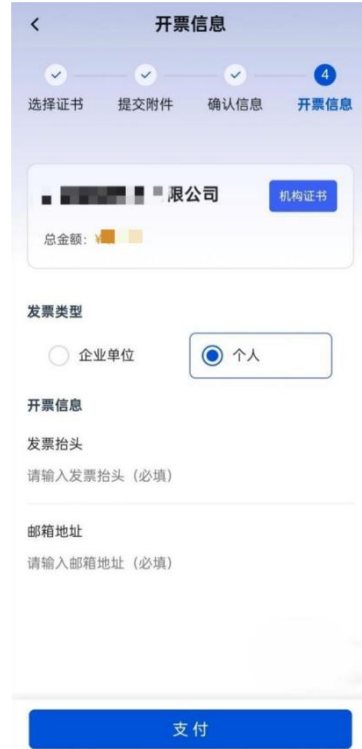 开票信息
4
选择证书 提交附件 确认信息 开票信息
限公司
机构证书
总金额：¥
发票类型
企业单位 个人
开票信息
发票抬头
请输入发票抬头（必填）
邮箱地址
请输入邮箱地址（必填）
支付